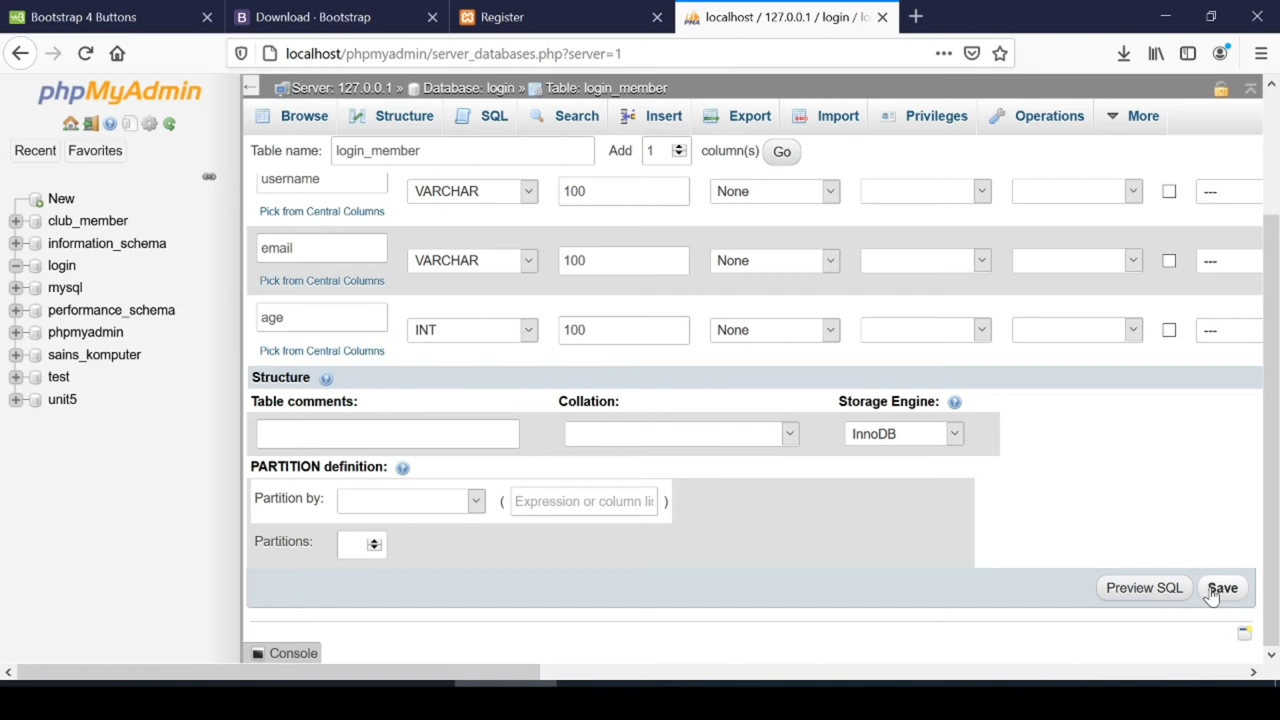 Bootstrap 4 Buttons
Download · Bootstrap
Register
localhost / 127.0.0.1 / login / lo
localhost/phpmyadmin/server_databases.php?server=1
phpMyAdmin
Recent Favorites
New
club_member
information_schema
login
mysql
performance_schema
phpmyadmin
sains_komputer
test
unit5
Server: 127.0.0.1 » Database: login » Table: login_member
Browse Structure SQL Search Insert Export Import Privileges Operations More
Table name: login_member Add 1 column(s) Go
username VARCHAR 100 None ---
Pick from Central Columns
email VARCHAR 100 None ---
Pick from Central Columns
age INT 100 None ---
Pick from Central Columns
Structure
Table comments: Collation: Storage Engine:
InnoDB
PARTITION definition:
Partition by: ( Expression or column li )
Partitions:
Preview SQL Save
Console